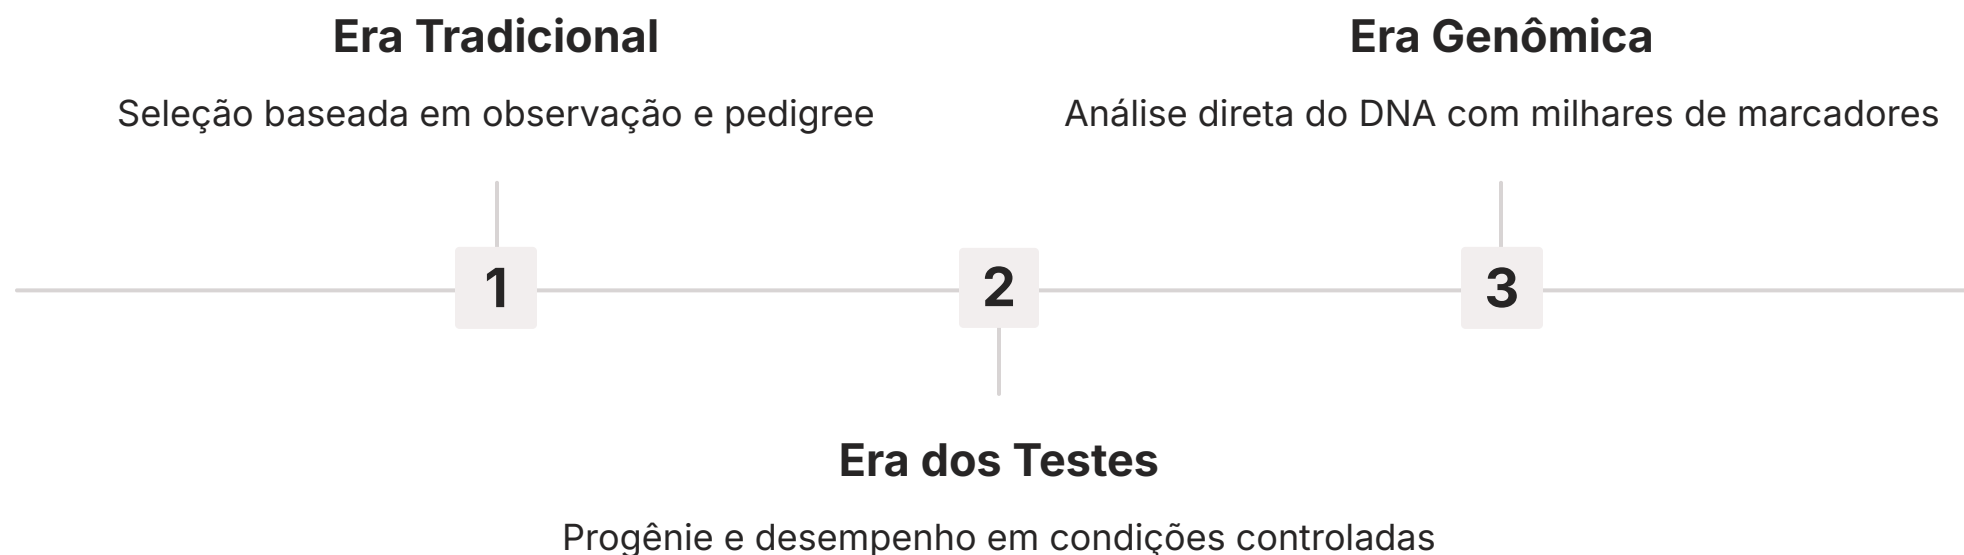 Era Tradicional
Seleção baseada em observação e pedigree
Era Genômica
Análise direta do DNA com milhares de marcadores
1
2
3
Era dos Testes
Progênie e desempenho em condições controladas